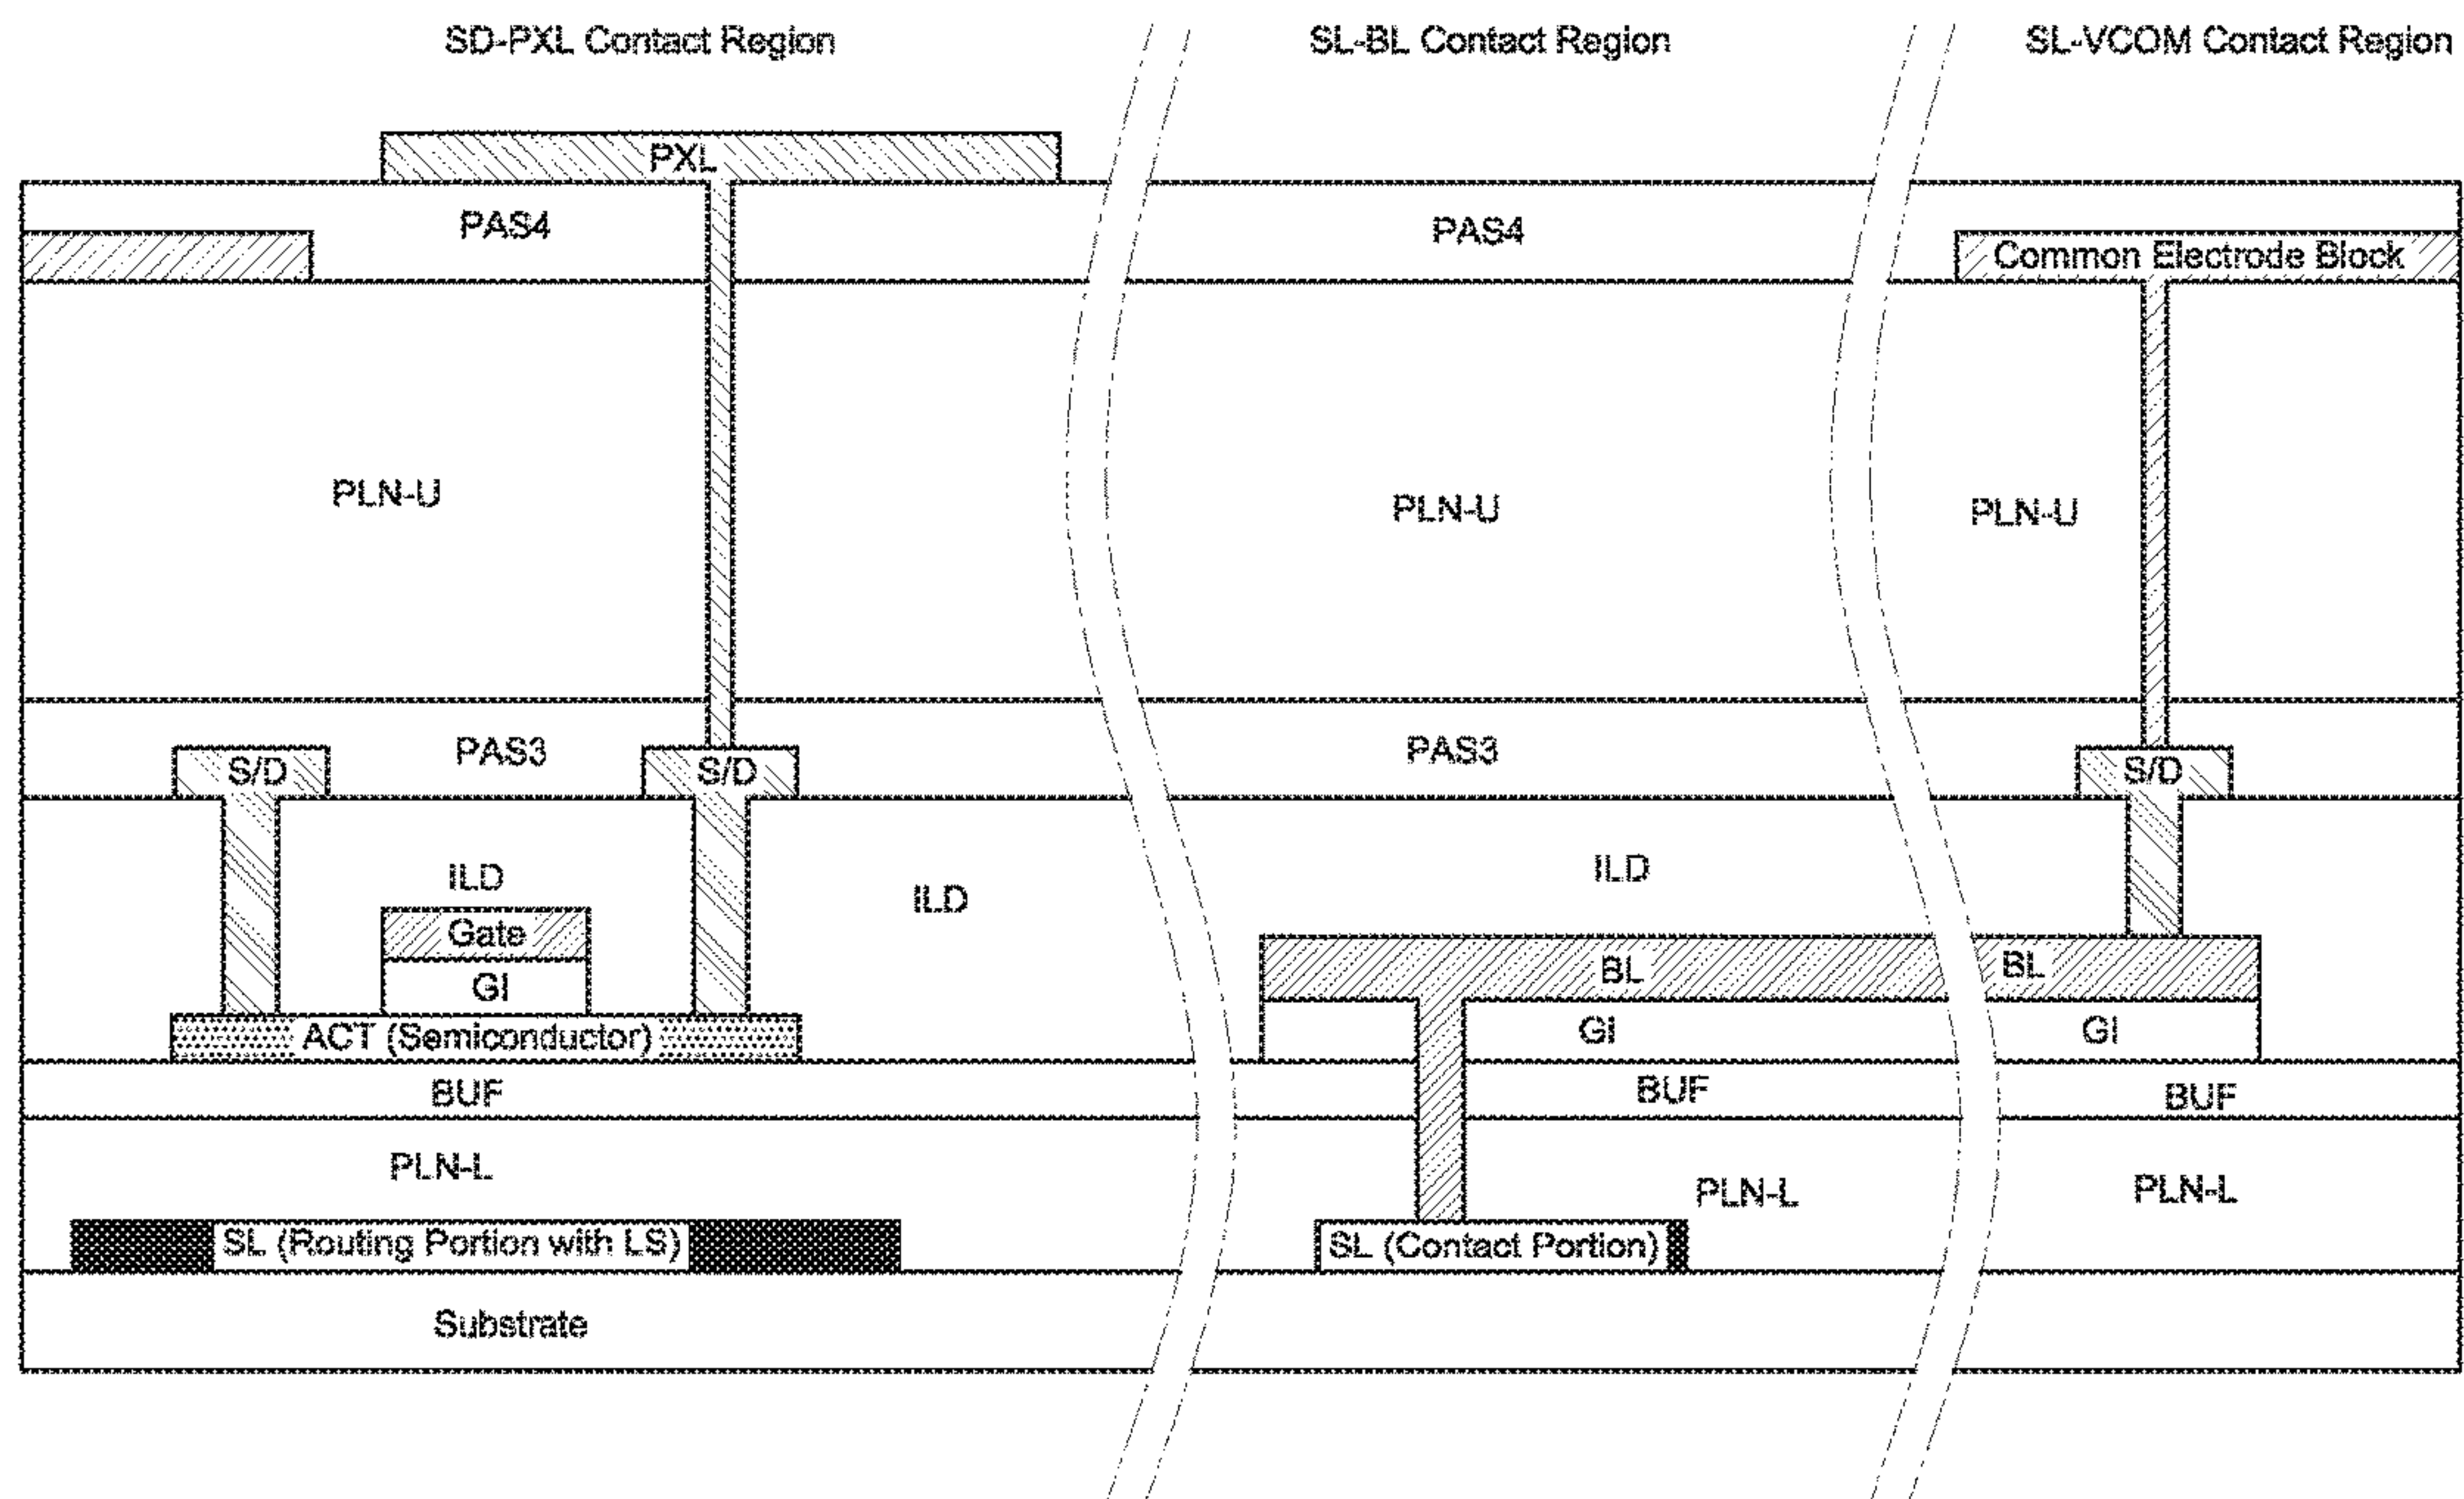 SD-PXL Contact Region
SL-BL Contact Region
SL-VCOM Contact Region
PXL
PAS4
PAS4
Common Electrode Block
PLN-U
PLN-U
PLN-U
PAS3
PAS3
S/D
S/D
S/D
ILD
ILD
ILD
Gate
BL
BL
GI
GI
GI
ACT (Semiconductor)
BUF
BUF
BUF
PLN-L
PLN-L
PLN-L
SL (Routing Portion with LS)
SL (Contact Portion)
Substrate